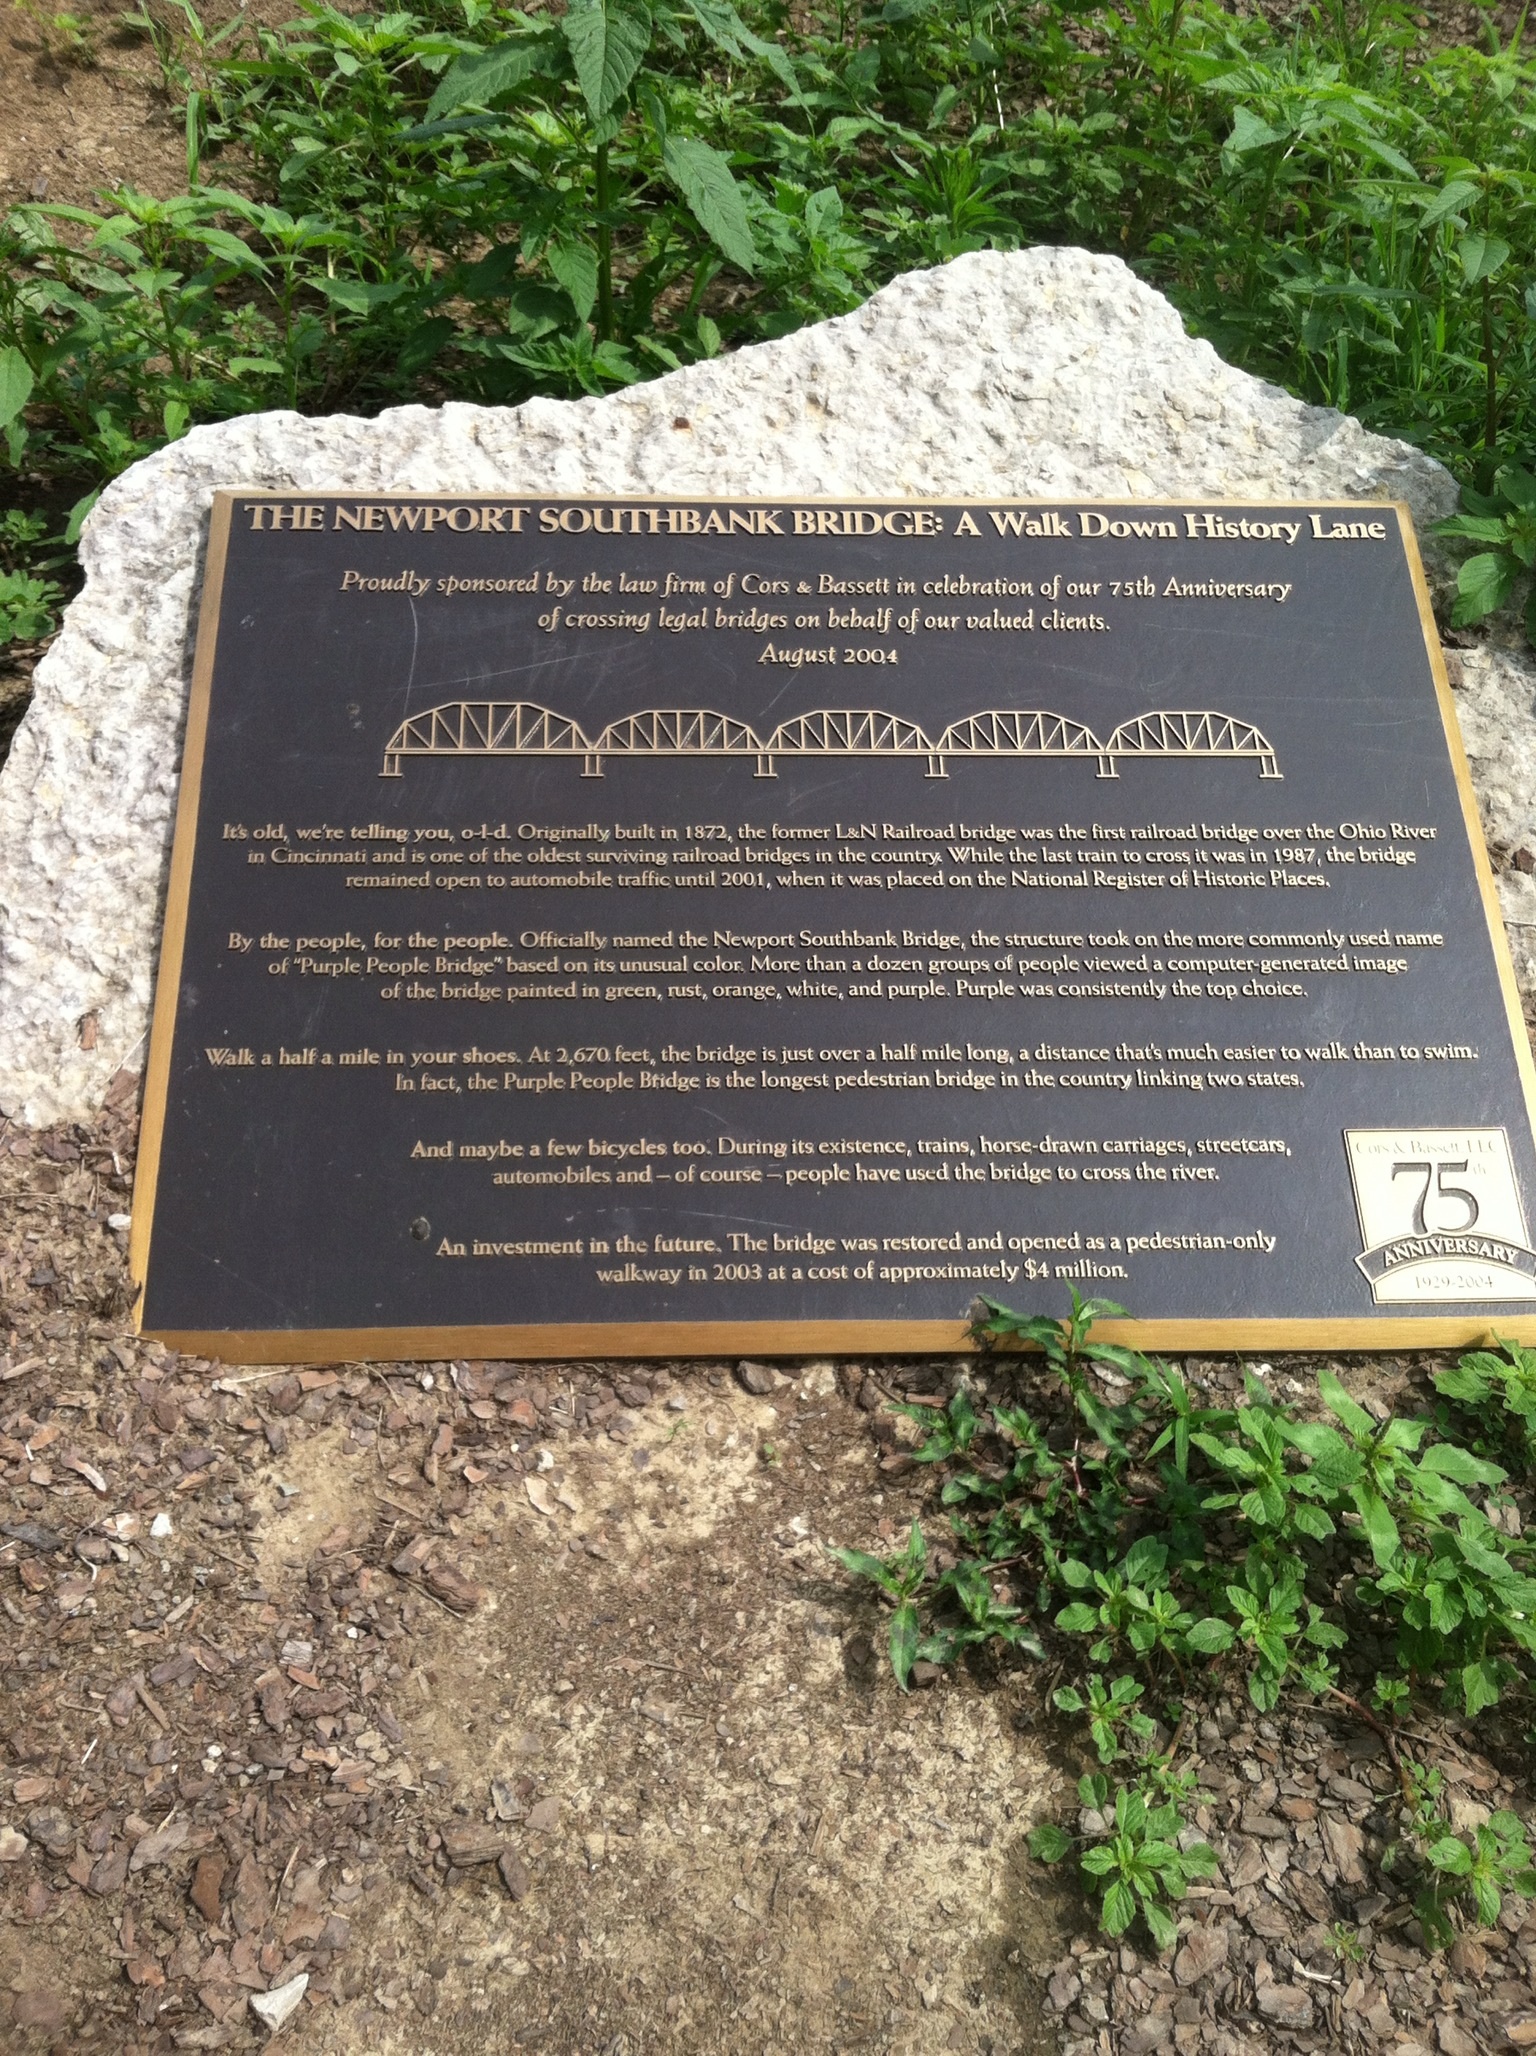 THE NEWPORT SOUTHBANK BRIDGE: A Walk Down History Lane
Proudly sponsored by the law firm of Cors & Bassett in celebration of our 75th Anniversary
of crossing legal bridges on behalf of our valued clients.
August 2004
It's old, we're telling you, o-l-d. Originally built in 1872, the former L&N Railroad bridge was the first railroad bridge over the Ohio River
in Cincinnati and is one of the oldest surviving railroad bridges in the country. While the last train to cross it was in 1987, the bridge
remained open to automobile traffic until 2001, when it was placed on the National Register of Historic Places.
By the people, for the people. Officially named the Newport Southbank Bridge, the structure took on the more commonly used name
of "Purple People Bridge" based on its unusual color. More than a dozen groups of people viewed a computer-generated image
of the bridge painted in green, rust, orange, white, and purple. Purple was consistently the top choice.
Walk a half a mile in your shoes. At 2,670 feet, the bridge is just over a half mile long, a distance that's much easier to walk than to swim.
In fact, the Purple People Bridge is the longest pedestrian bridge in the country linking two states.
And maybe a few bicycles too. During its existence, trains, horse-drawn carriages, streetcars,
automobiles and – of course – people have used the bridge to cross the river.
An investment in the future. The bridge was restored and opened as a pedestrian-only
walkway in 2003 at a cost of approximately $4 million.
Cors & Bassett LLC
75th
ANNIVERSARY
1929-2004